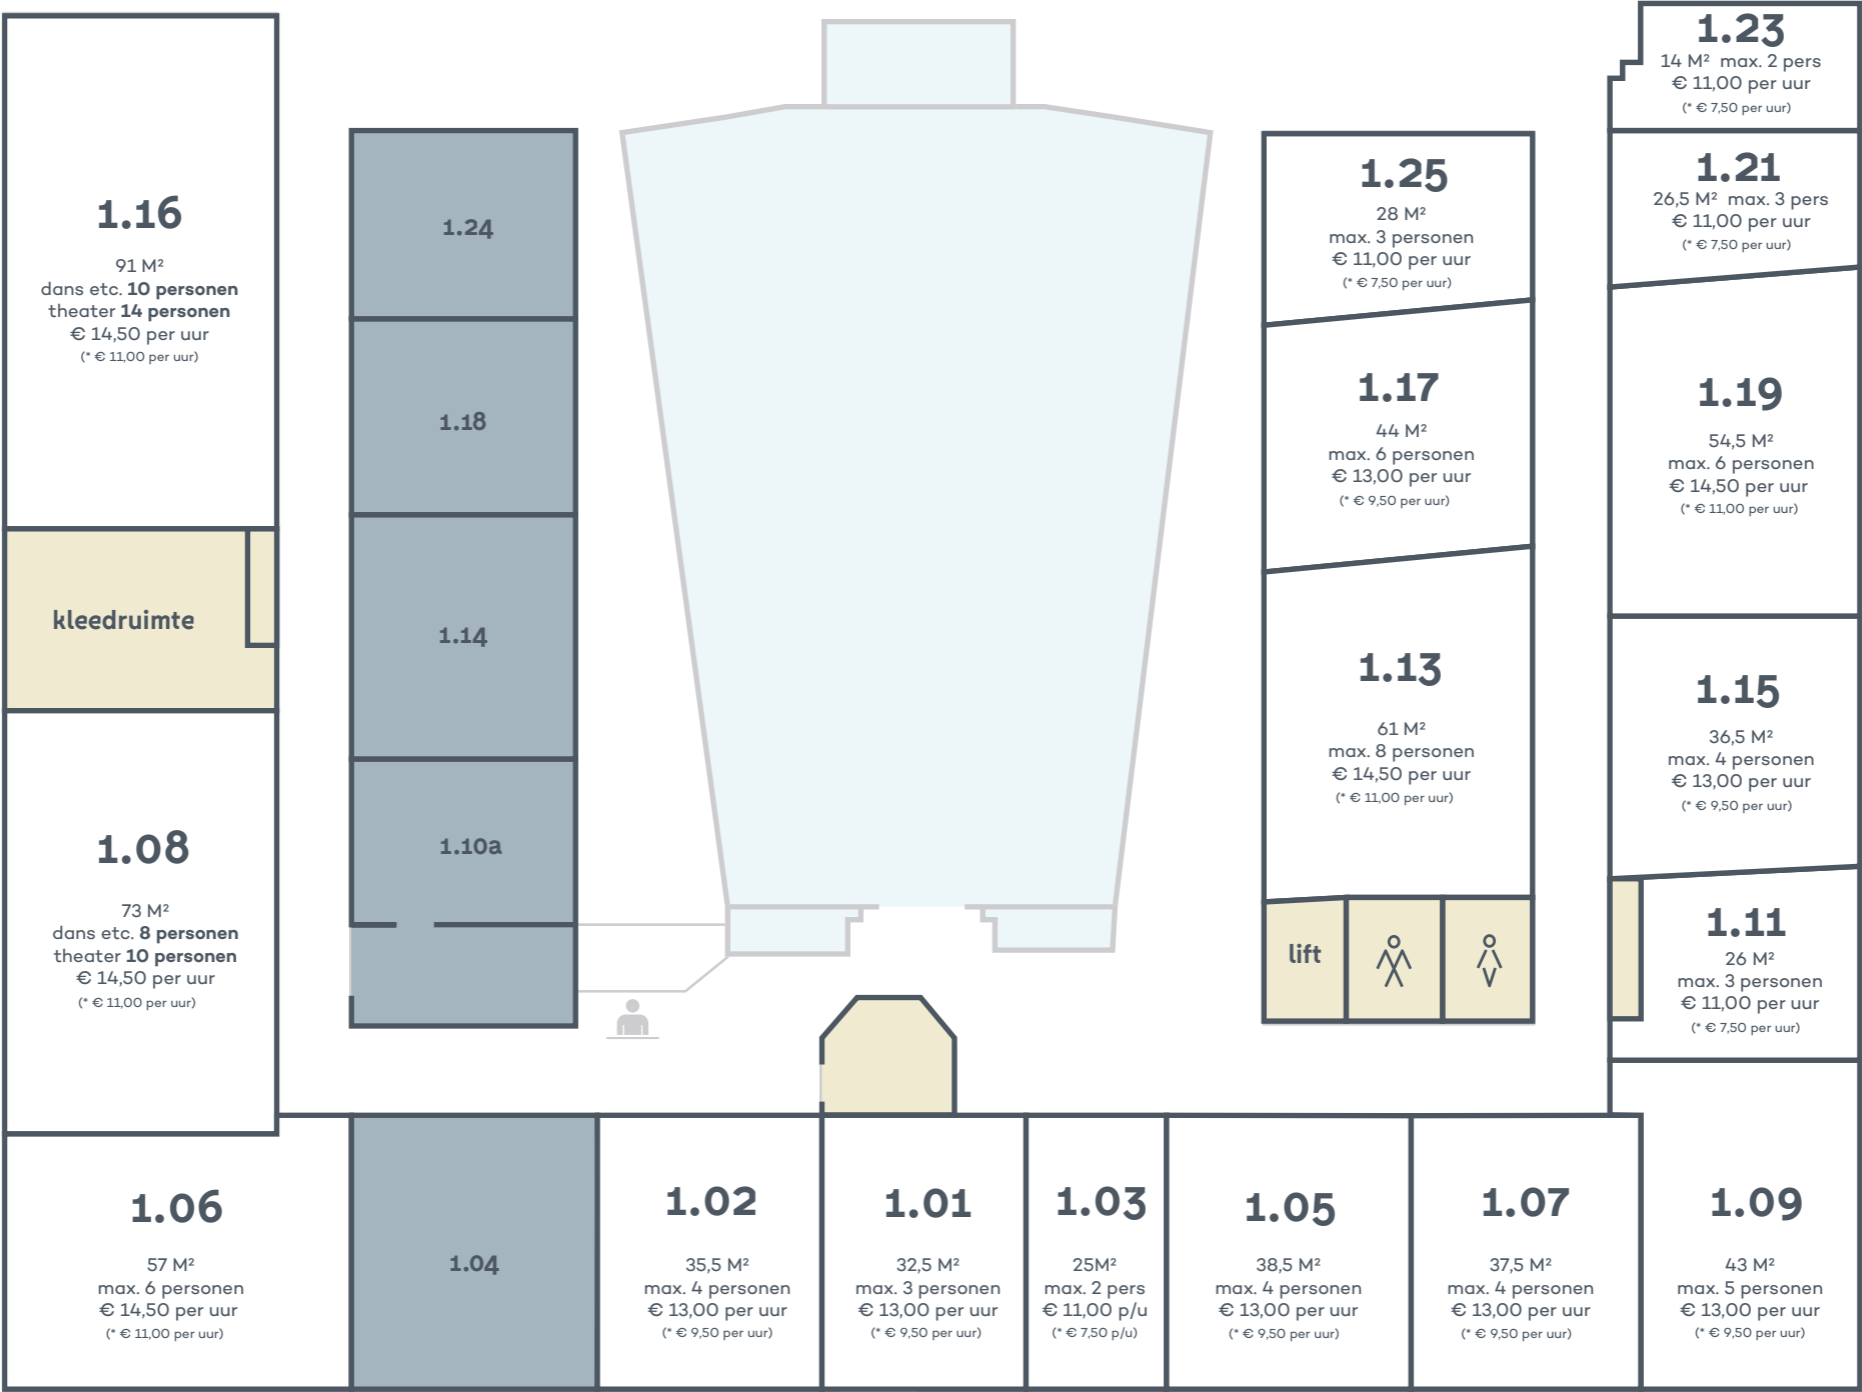 1.16
91 M²
dans etc. 10 personen
theater 14 personen
€ 14,50 per uur
(* € 11,00 per uur)
kleedruimte
1.08
73 M²
dans etc. 8 personen
theater 10 personen
€ 14,50 per uur
(* € 11,00 per uur)
1.06
57 M²
max. 6 personen
€ 14,50 per uur
(* € 11,00 per uur)
1.24
1.18
1.14
1.10a
1.04
1.02
35,5 M²
max. 4 personen
€ 13,00 per uur
(* € 9,50 per uur)
1.01
32,5 M²
max. 3 personen
€ 13,00 per uur
(* € 9,50 per uur)
1.03
25M²
max. 2 pers
€ 11,00 p/u
(* € 7,50 p/u)
1.05
38,5 M²
max. 4 personen
€ 13,00 per uur
(* € 9,50 per uur)
1.07
37,5 M²
max. 4 personen
€ 13,00 per uur
(* € 9,50 per uur)
1.25
28 M²
max. 3 personen
€ 11,00 per uur
(* € 7,50 per uur)
1.17
44 M²
max. 6 personen
€ 13,00 per uur
(* € 9,50 per uur)
1.13
61 M²
max. 8 personen
€ 14,50 per uur
(* € 11,00 per uur)
lift
1.23
14 M² max. 2 pers
€ 11,00 per uur
(* € 7,50 per uur)
1.21
26,5 M² max. 3 pers
€ 11,00 per uur
(* € 7,50 per uur)
1.19
54,5 M²
max. 6 personen
€ 14,50 per uur
(* € 11,00 per uur)
1.15
36,5 M²
max. 4 personen
€ 13,00 per uur
(* € 9,50 per uur)
1.11
26 M²
max. 3 personen
€ 11,00 per uur
(* € 7,50 per uur)
1.09
43 M²
max. 5 personen
€ 13,00 per uur
(* € 9,50 per uur)